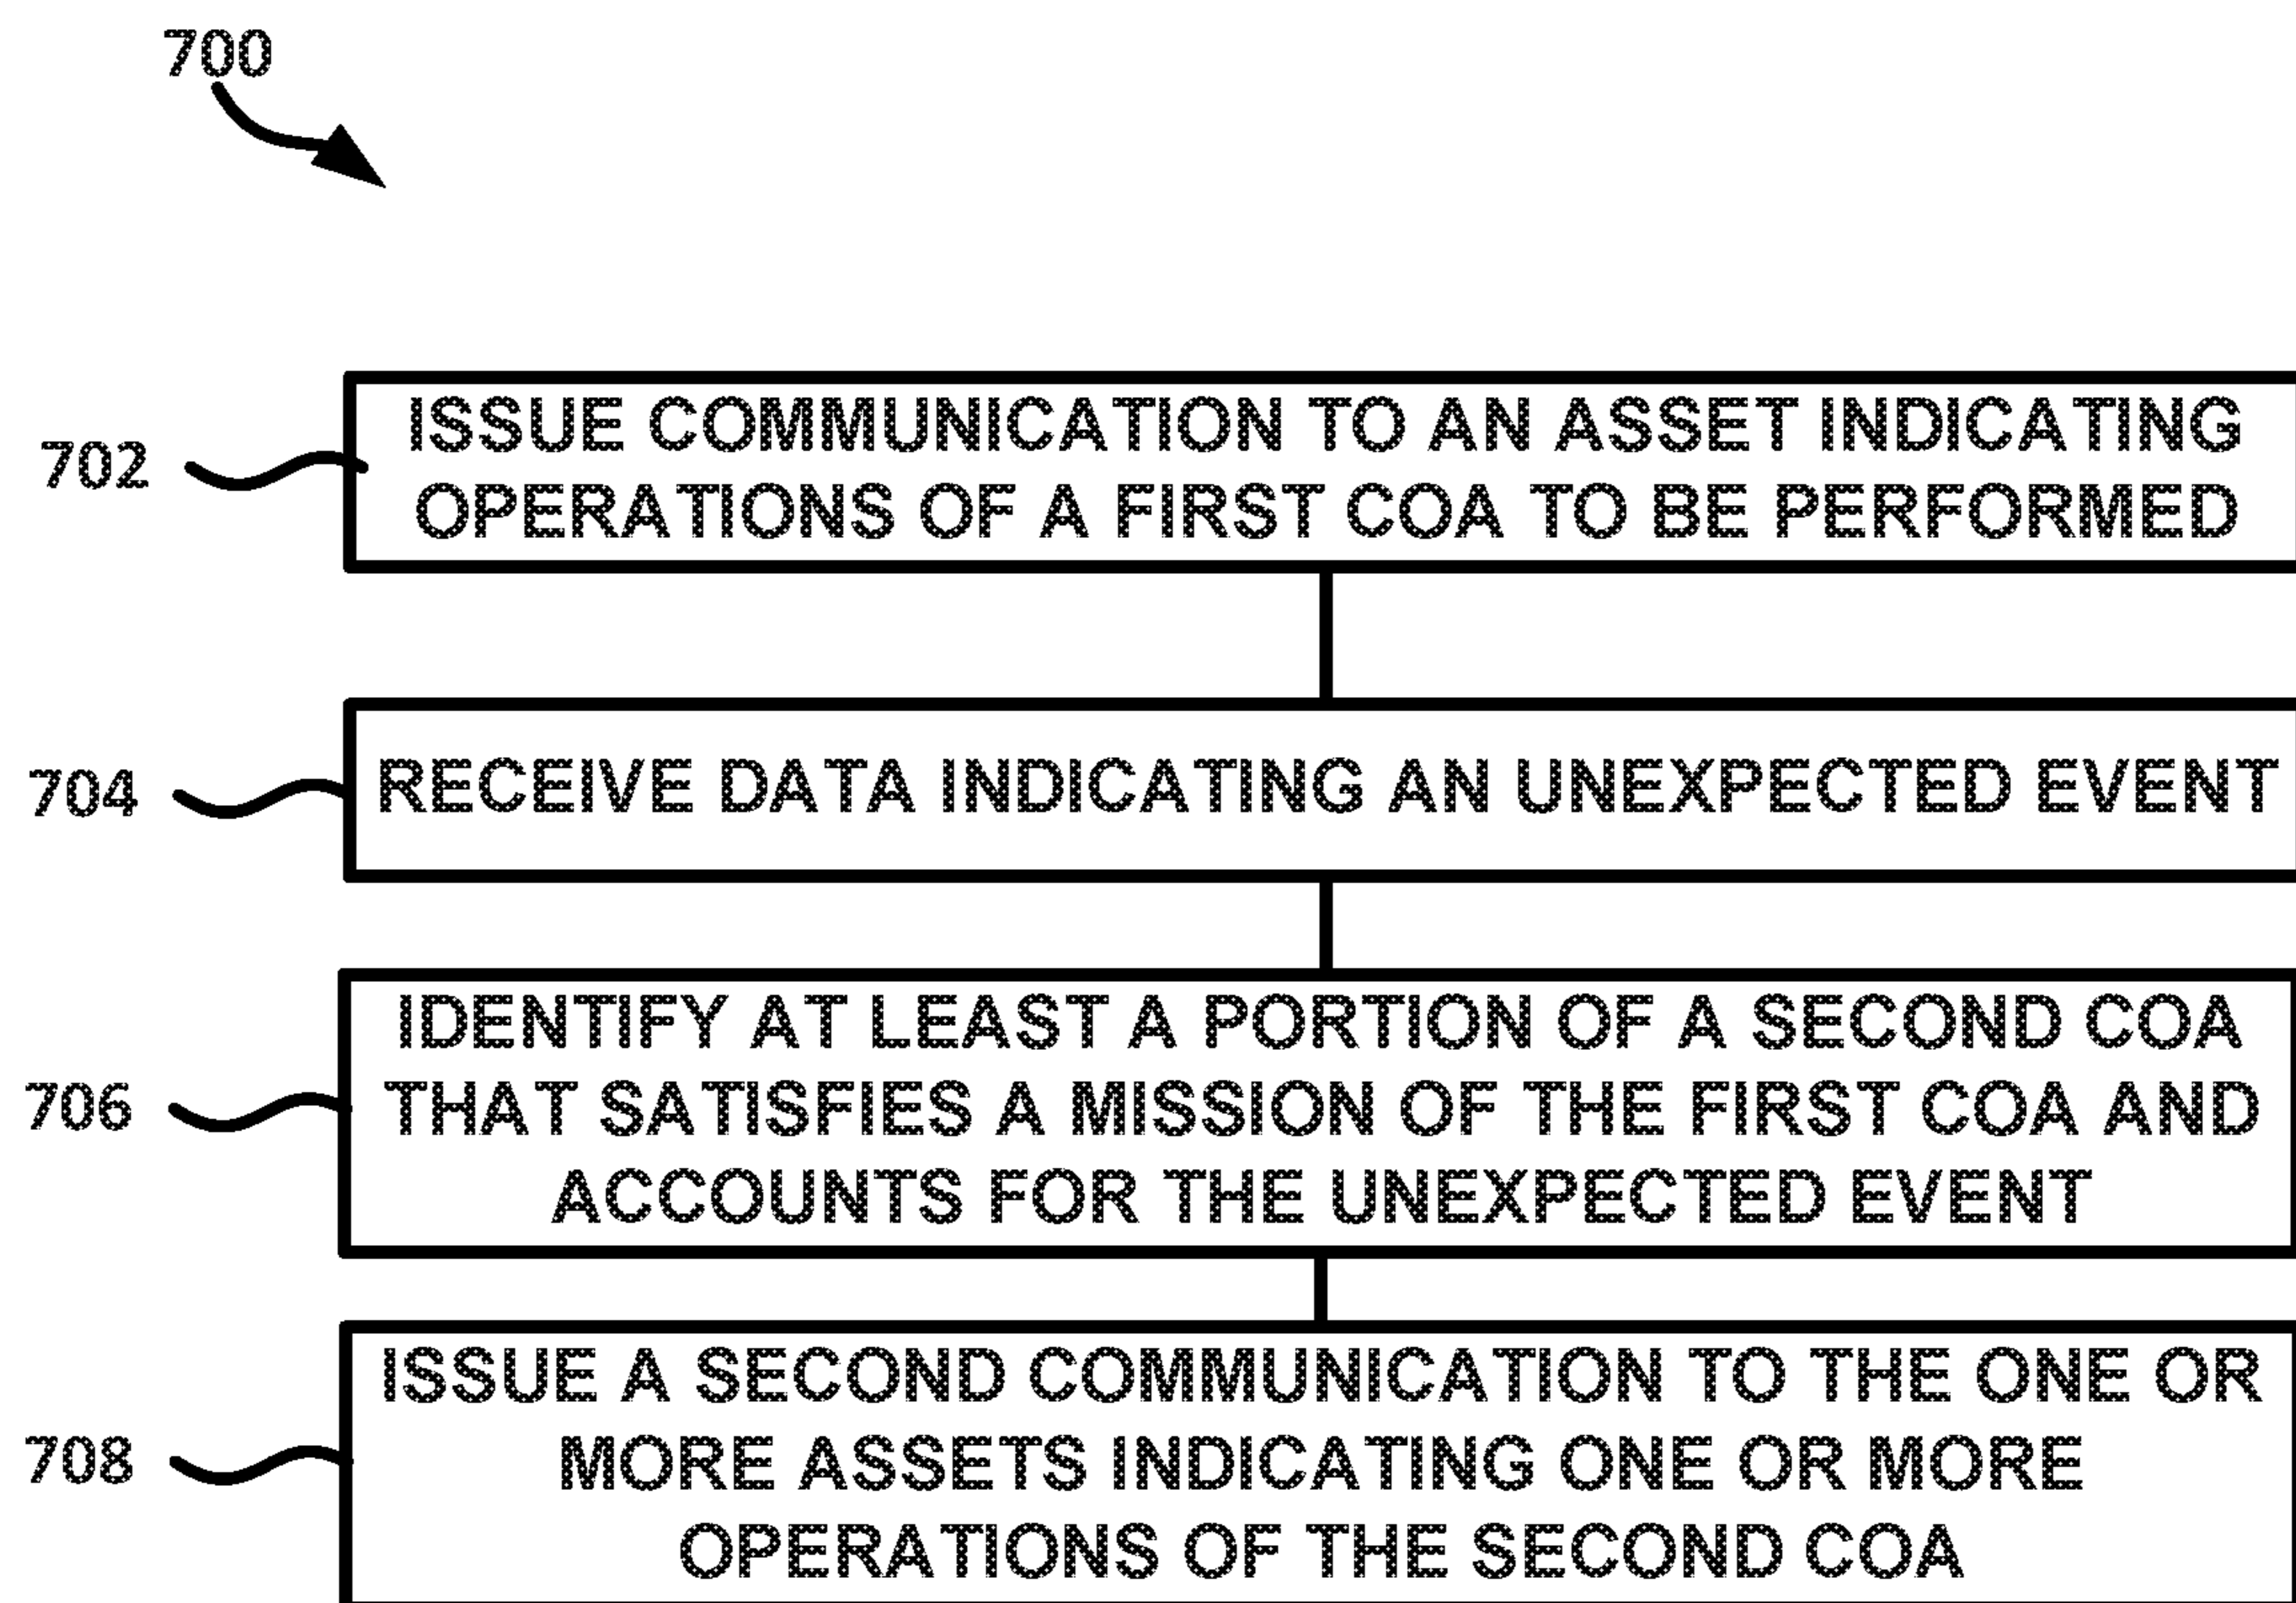 700
702
ISSUE COMMUNICATION TO AN ASSET INDICATING
OPERATIONS OF A FIRST COA TO BE PERFORMED
704
RECEIVE DATA INDICATING AN UNEXPECTED EVENT
706
IDENTIFY AT LEAST A PORTION OF A SECOND COA
THAT SATISFIES A MISSION OF THE FIRST COA AND
ACCOUNTS FOR THE UNEXPECTED EVENT
708
ISSUE A SECOND COMMUNICATION TO THE ONE OR
MORE ASSETS INDICATING ONE OR MORE
OPERATIONS OF THE SECOND COA